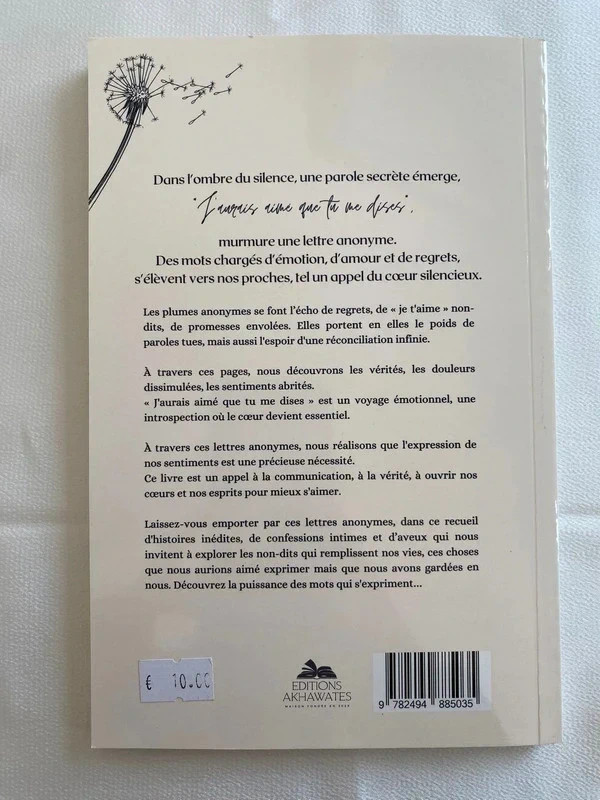 Dans l'ombre du silence, une parole secrète émerge,
"J'aurais aimé que tu me dises",
murmure une lettre anonyme.
Des mots chargés d'émotion, d'amour et de regrets,
s'élèvent vers nos proches, tel un appel du cœur silencieux.
Les plumes anonymes se font l'écho de regrets, de « je t'aime » non-
dits, de promesses envolées. Elles portent en elles le poids de
paroles tues, mais aussi l'espoir d'une réconciliation infinie.
À travers ces pages, nous découvrons les vérités, les douleurs
dissimulées, les sentiments abrités.
« J'aurais aimé que tu me dises » est un voyage émotionnel, une
introspection où le cœur devient essentiel.
À travers ces lettres anonymes, nous réalisons que l'expression de
nos sentiments est une précieuse nécessité.
Ce livre est un appel à la communication, à la vérité, à ouvrir nos
cœurs et nos esprits pour mieux s'aimer.
Laissez-vous emporter par ces lettres anonymes, dans ce recueil
d'histoires inédites, de confessions intimes et d'aveux qui nous
invitent à explorer les non-dits qui remplissent nos vies, ces choses
que nous aurions aimé exprimer mais que nous avons gardées en
nous. Découvrez la puissance des mots qui s'expriment...
€ 10.00
EDITIONS
AKHAWATES
9 782494 885035